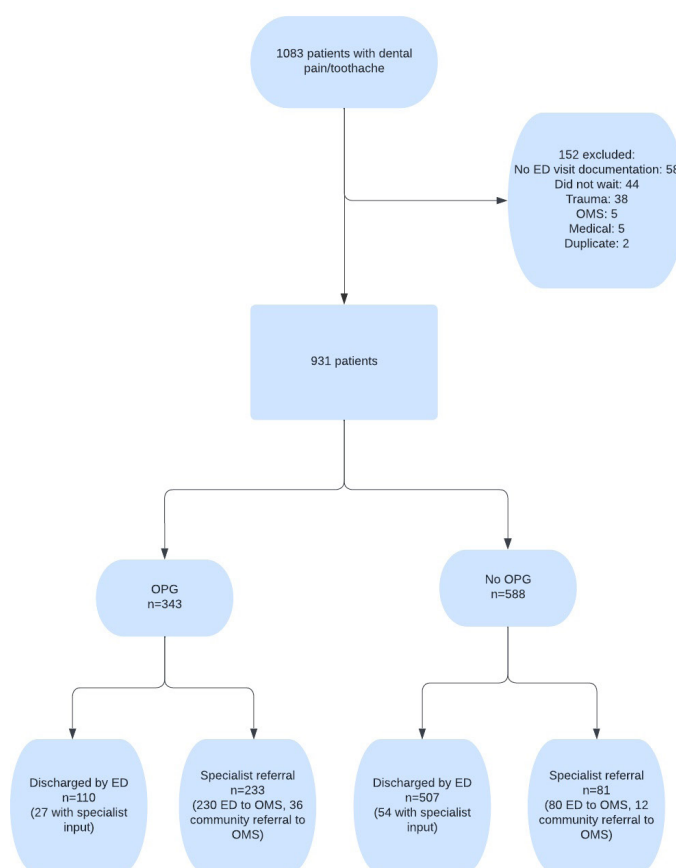 1083 patients with dental
pain/toothache
152 excluded:
No ED visit documentation: 58
Did not wait: 44
Trauma: 38
OMS: 5
Medical: 5
Duplicate: 2
931 patients
OPG
n=343
No OPG
n=588
Discharged by ED
n=110
(27 with specialist
input)
Specialist referral
n=233
(230 ED to OMS, 36
community referral to
OMS)
Discharged by ED
n=507
(54 with specialist
input)
Specialist referral
n=81
(80 ED to OMS, 12
community referral to
OMS)